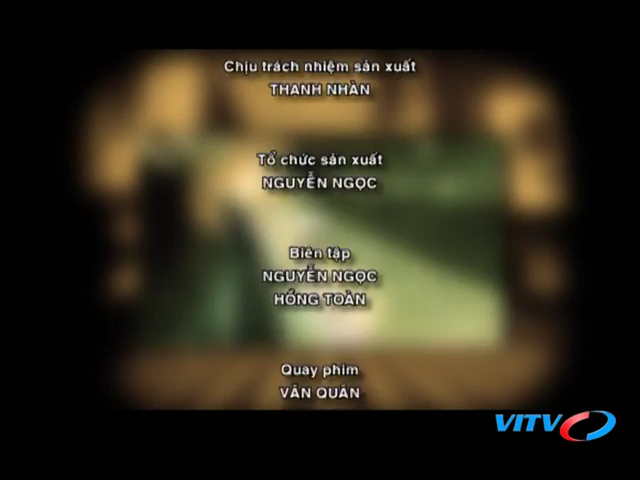 Chịu trách nhiệm sản xuất
THANH NHÀN
Tổ chức sản xuất
NGUYỄN NGỌC
Biên tập
NGUYỄN NGỌC
HỒNG TOÀN
Quay phim
VĂN QUÂN
VITV